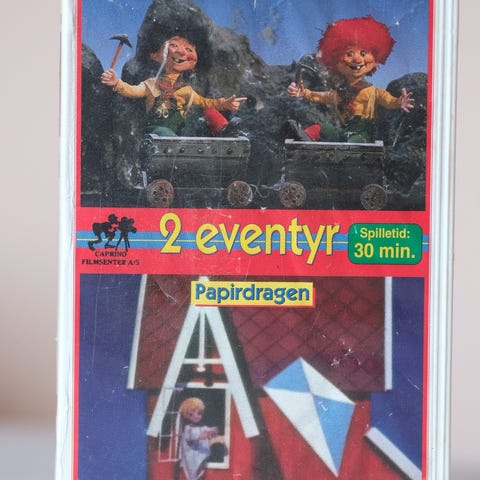 2 eventyr
Spilletid:
30 min.
CAPRINO
FILMSENTER A/S
Papirdragen